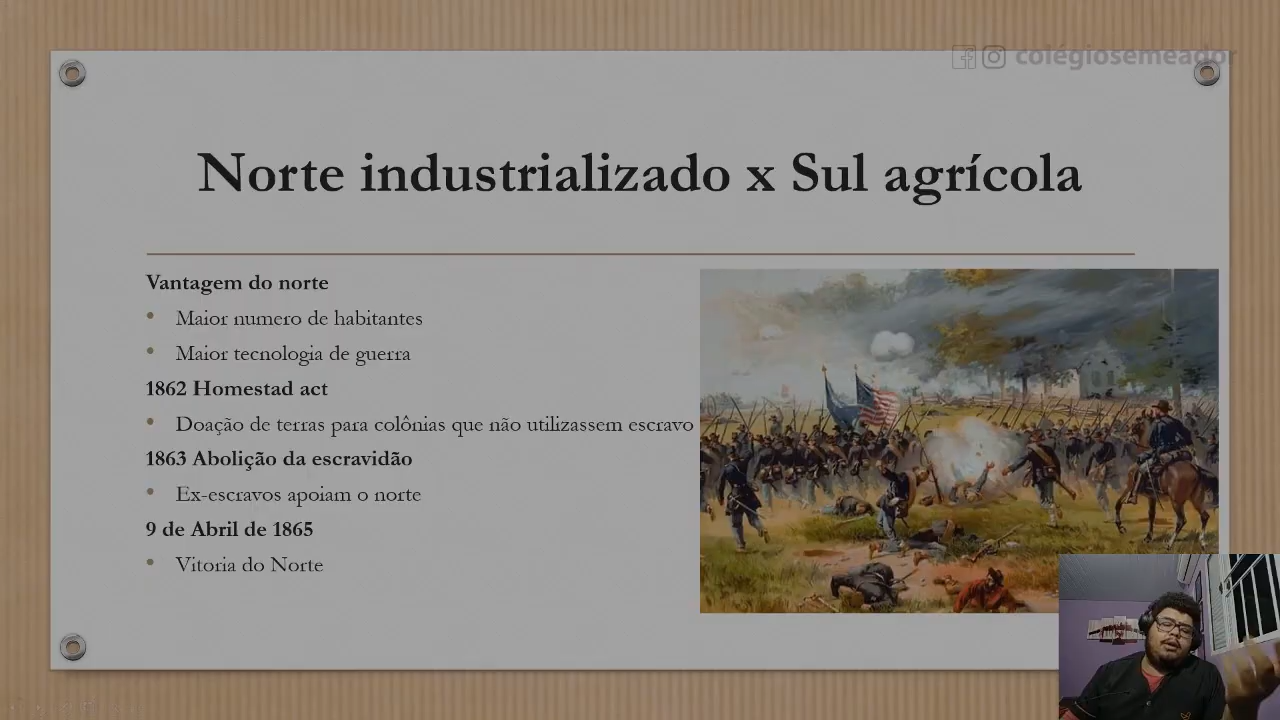 colégiosemeador
Norte industrializado x Sul agrícola
Vantagem do norte
• Maior numero de habitantes
• Maior tecnologia de guerra
1862 Homestad act
• Doação de terras para colônias que não utilizassem escravo
1863 Abolição da escravidão
• Ex-escravos apoiam o norte
9 de Abril de 1865
• Vitoria do Norte